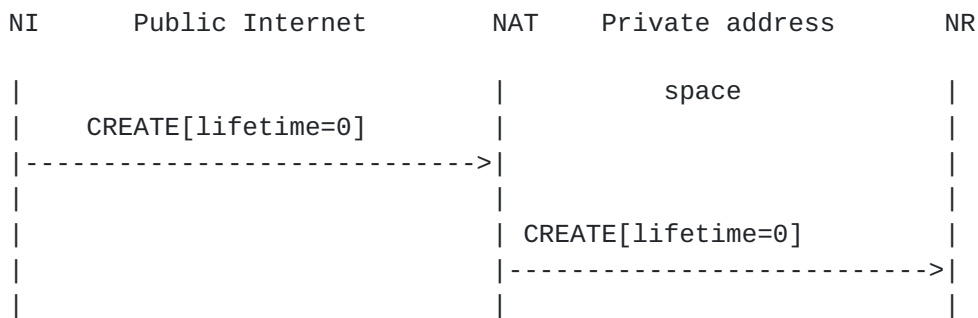 NI Public Internet NAT Private address NR
| | space |
| CREATE[lifetime=0] | |
|----------------------------->| |
| | |
| | CREATE[lifetime=0] |
| |--------------------------->|
| | |